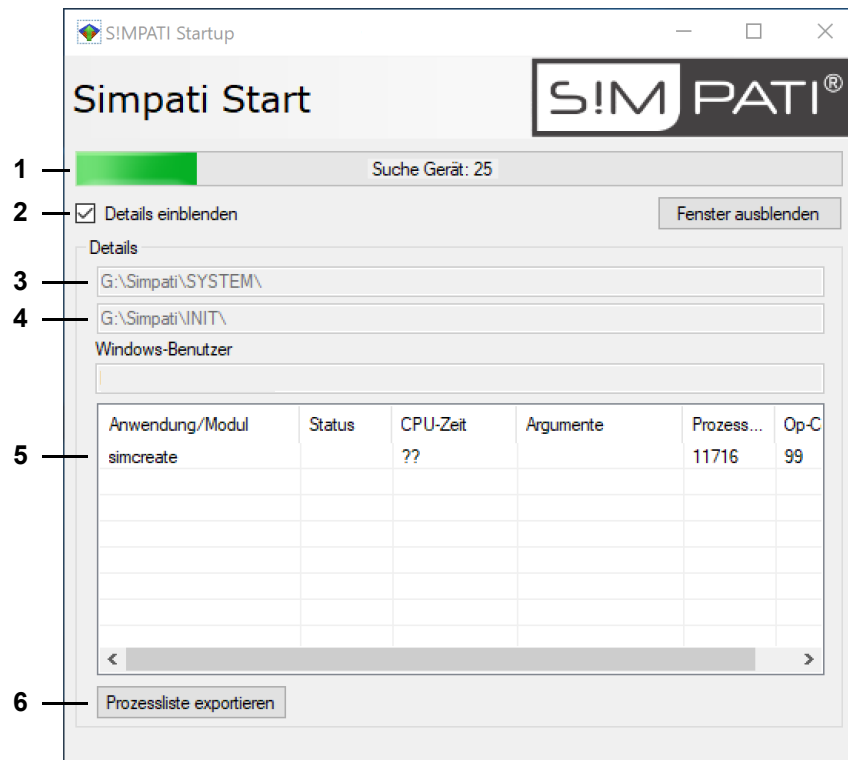 S!MPATI Startup
Simpati Start
S!MPATI®
1 Suche Gerät: 25
2 Details einblenden Fenster ausblenden
Details
3 G:\Simpati\SYSTEM\
4 G:\Simpati\INIT\
Windows-Benutzer
Anwendung/Modul Status CPU-Zeit Argumente Prozess... Op-C
5 simcreate ?? 11716 99
6 Prozessliste exportieren